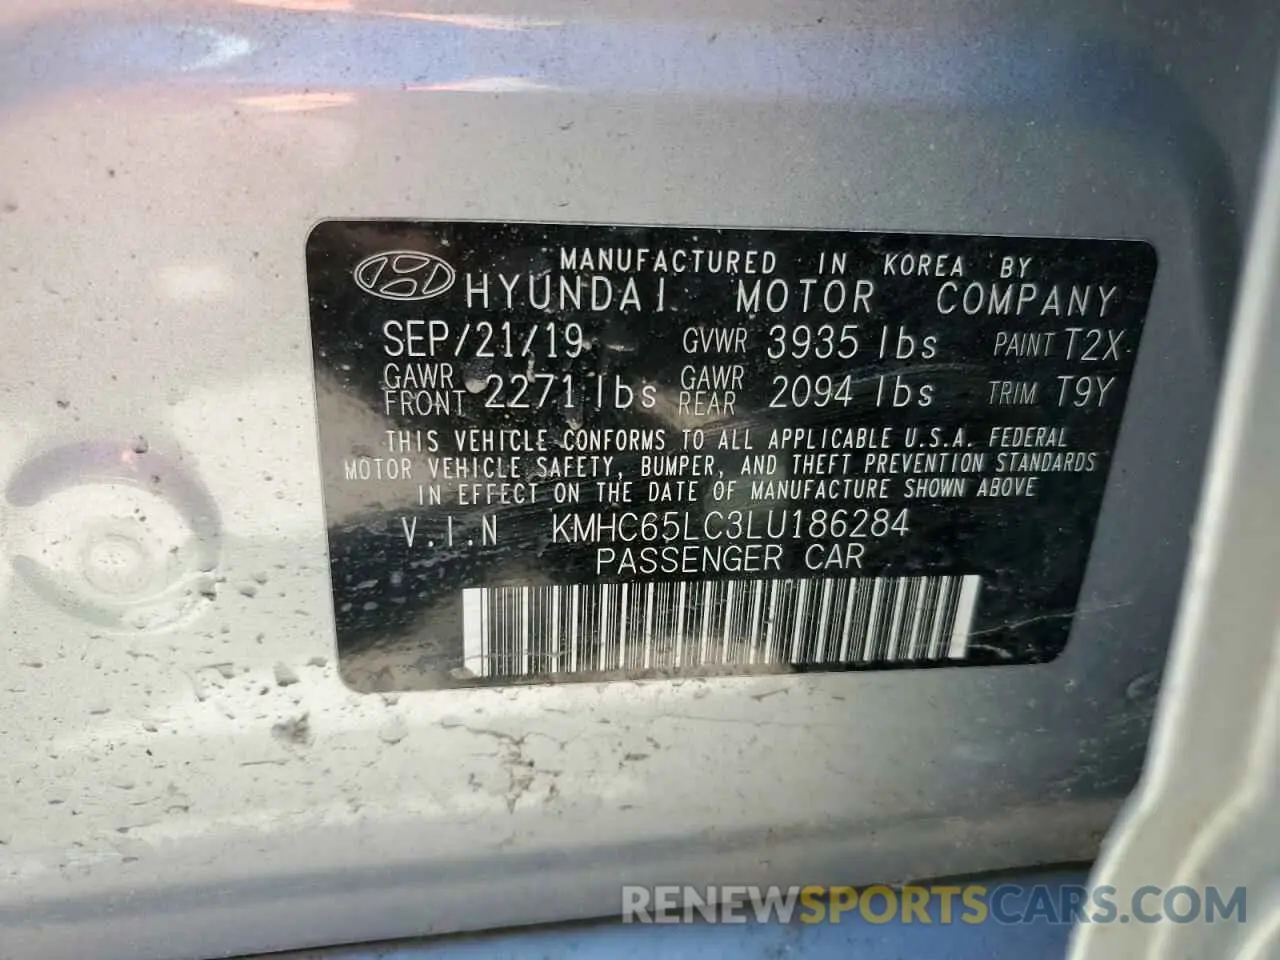 MANUFACTURED IN KOREA BY
HYUNDAI MOTOR COMPANY
SEP/21/19 GVWR 3935 lbs PAINT T2X
GAWR FRONT 2271 lbs GAWR REAR 2094 lbs TRIM T9Y
THIS VEHICLE CONFORMS TO ALL APPLICABLE U.S.A. FEDERAL
MOTOR VEHICLE SAFETY, BUMPER, AND THEFT PREVENTION STANDARDS
IN EFFECT ON THE DATE OF MANUFACTURE SHOWN ABOVE
V.I.N KMHC65LC3LU186284
PASSENGER CAR
RENEWSPORTSCARS.COM